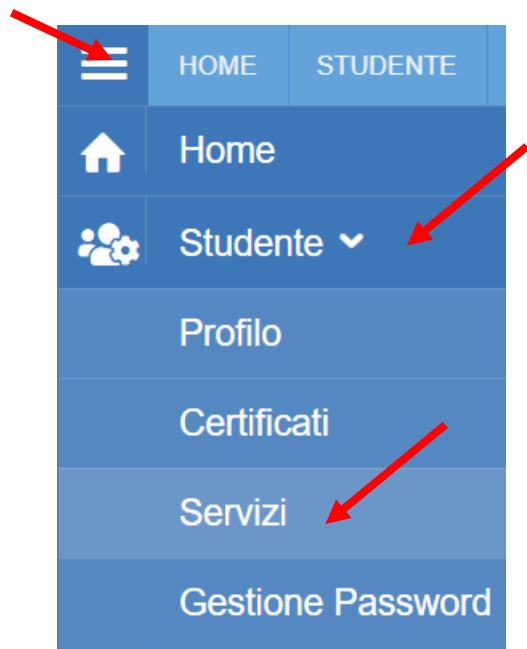 HOME STUDENTE
Home
Studente
Profilo
Certificati
Servizi
Gestione Password